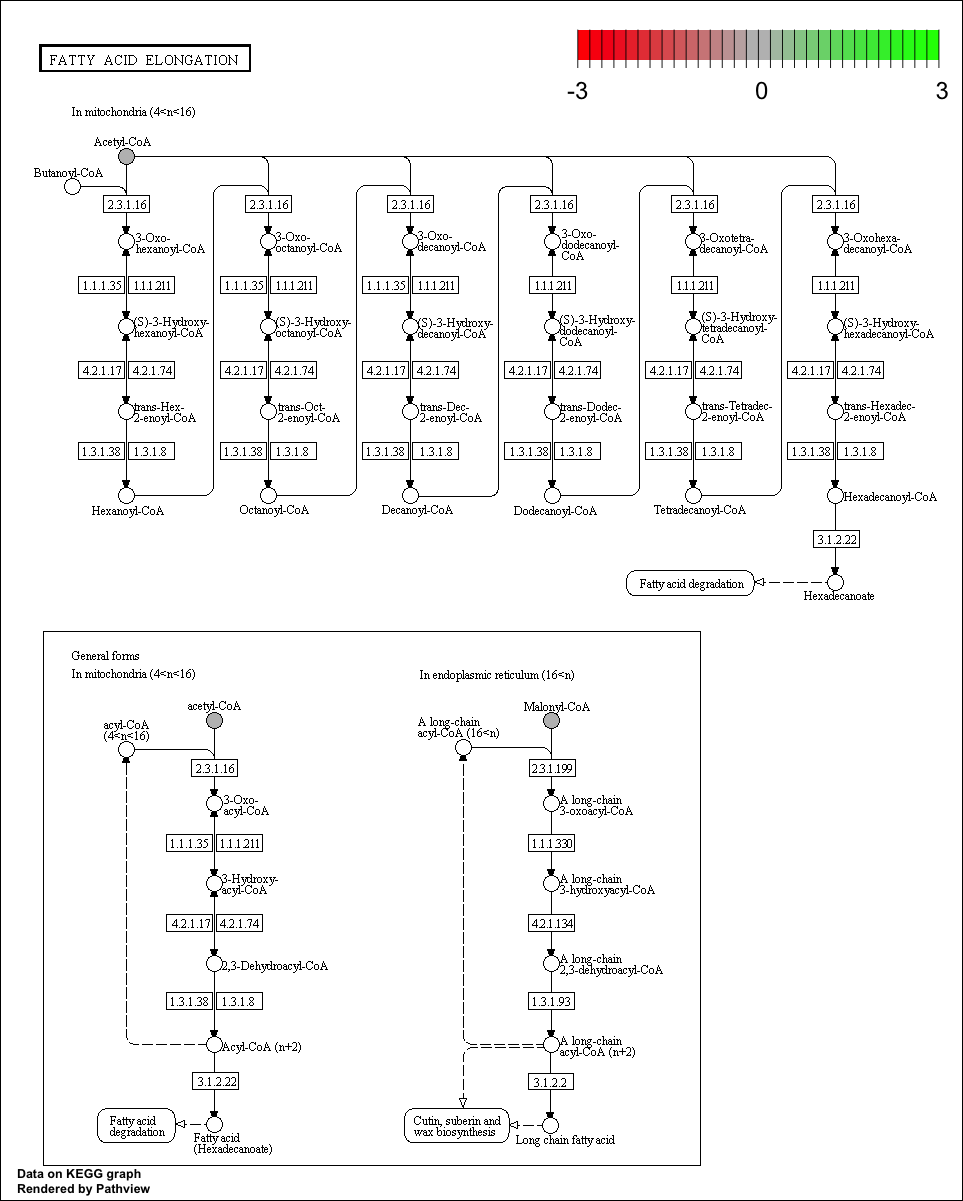 FATTY ACID ELONGATION
-3
0
3
In mitochondria (4<n<16)
Acetyl-CoA
Butanoyl-CoA
2.3.1.16
2.3.1.16
2.3.1.16
2.3.1.16
2.3.1.16
2.3.1.16
3-Oxo-
hexanoyl-CoA
3-Oxo-
octanoyl-CoA
3-Oxo-
decanoyl-CoA
3-Oxo-
dodecanoyl-
CoA
3-Oxotetra-
decanoyl-CoA
3-Oxohexa-
decanoyl-CoA
1.1.1.35
1.1.1.211
1.1.1.35
1.1.1.211
1.1.1.35
1.1.1.211
1.1.1.211
1.1.1.211
1.1.1.211
(S)-3-Hydroxy-
hexanoyl-CoA
(S)-3-Hydroxy-
octanoyl-CoA
(S)-3-Hydroxy-
decanoyl-CoA
(S)-3-Hydroxy-
dodecanoyl-
CoA
(S)-3-Hydroxy-
tetradecanoyl-
CoA
(S)-3-Hydroxy-
hexadecanoyl-CoA
4.2.1.17
4.2.1.74
4.2.1.17
4.2.1.74
4.2.1.17
4.2.1.74
4.2.1.17
4.2.1.74
4.2.1.17
4.2.1.74
4.2.1.17
4.2.1.74
trans-Hex-
2-enoyl-CoA
trans-Oct-
2-enoyl-CoA
trans-Dec-
2-enoyl-CoA
trans-Dodec-
2-enoyl-CoA
trans-Tetradec-
2-enoyl-CoA
trans-Hexadec-
2-enoyl-CoA
1.3.1.38
1.3.1.8
1.3.1.38
1.3.1.8
1.3.1.38
1.3.1.8
1.3.1.38
1.3.1.8
1.3.1.38
1.3.1.8
1.3.1.38
1.3.1.8
Hexanoyl-CoA
Octanoyl-CoA
Decanoyl-CoA
Dodecanoyl-CoA
Tetradecanoyl-CoA
Hexadecanoyl-CoA
3.1.2.22
Fatty acid degradation
Hexadecanoate
General forms
In mitochondria (4<n<16)
acetyl-CoA
acyl-CoA
(4<n<16)
2.3.1.16
3-Oxo-
acyl-CoA
1.1.1.35
1.1.1.211
3-Hydroxy-
acyl-CoA
4.2.1.17
4.2.1.74
2,3-Dehydroacyl-CoA
1.3.1.38
1.3.1.8
Acyl-CoA (n+2)
3.1.2.22
Fatty acid
degradation
Fatty acid
(Hexadecanoate)
In endoplasmic reticulum (16<n)
Malonyl-CoA
A long-chain
acyl-CoA (16<n)
2.3.1.199
A long-chain
3-oxoacyl-CoA
1.1.1.330
A long-chain
3-hydroxyacyl-CoA
4.2.1.134
A long-chain
2,3-dehydroacyl-CoA
1.3.1.93
A long-chain
acyl-CoA (n+2)
3.1.2.2
Cutin, suberin and
wax biosynthesis
Long chain fatty acid
Data on KEGG graph
Rendered by Pathview